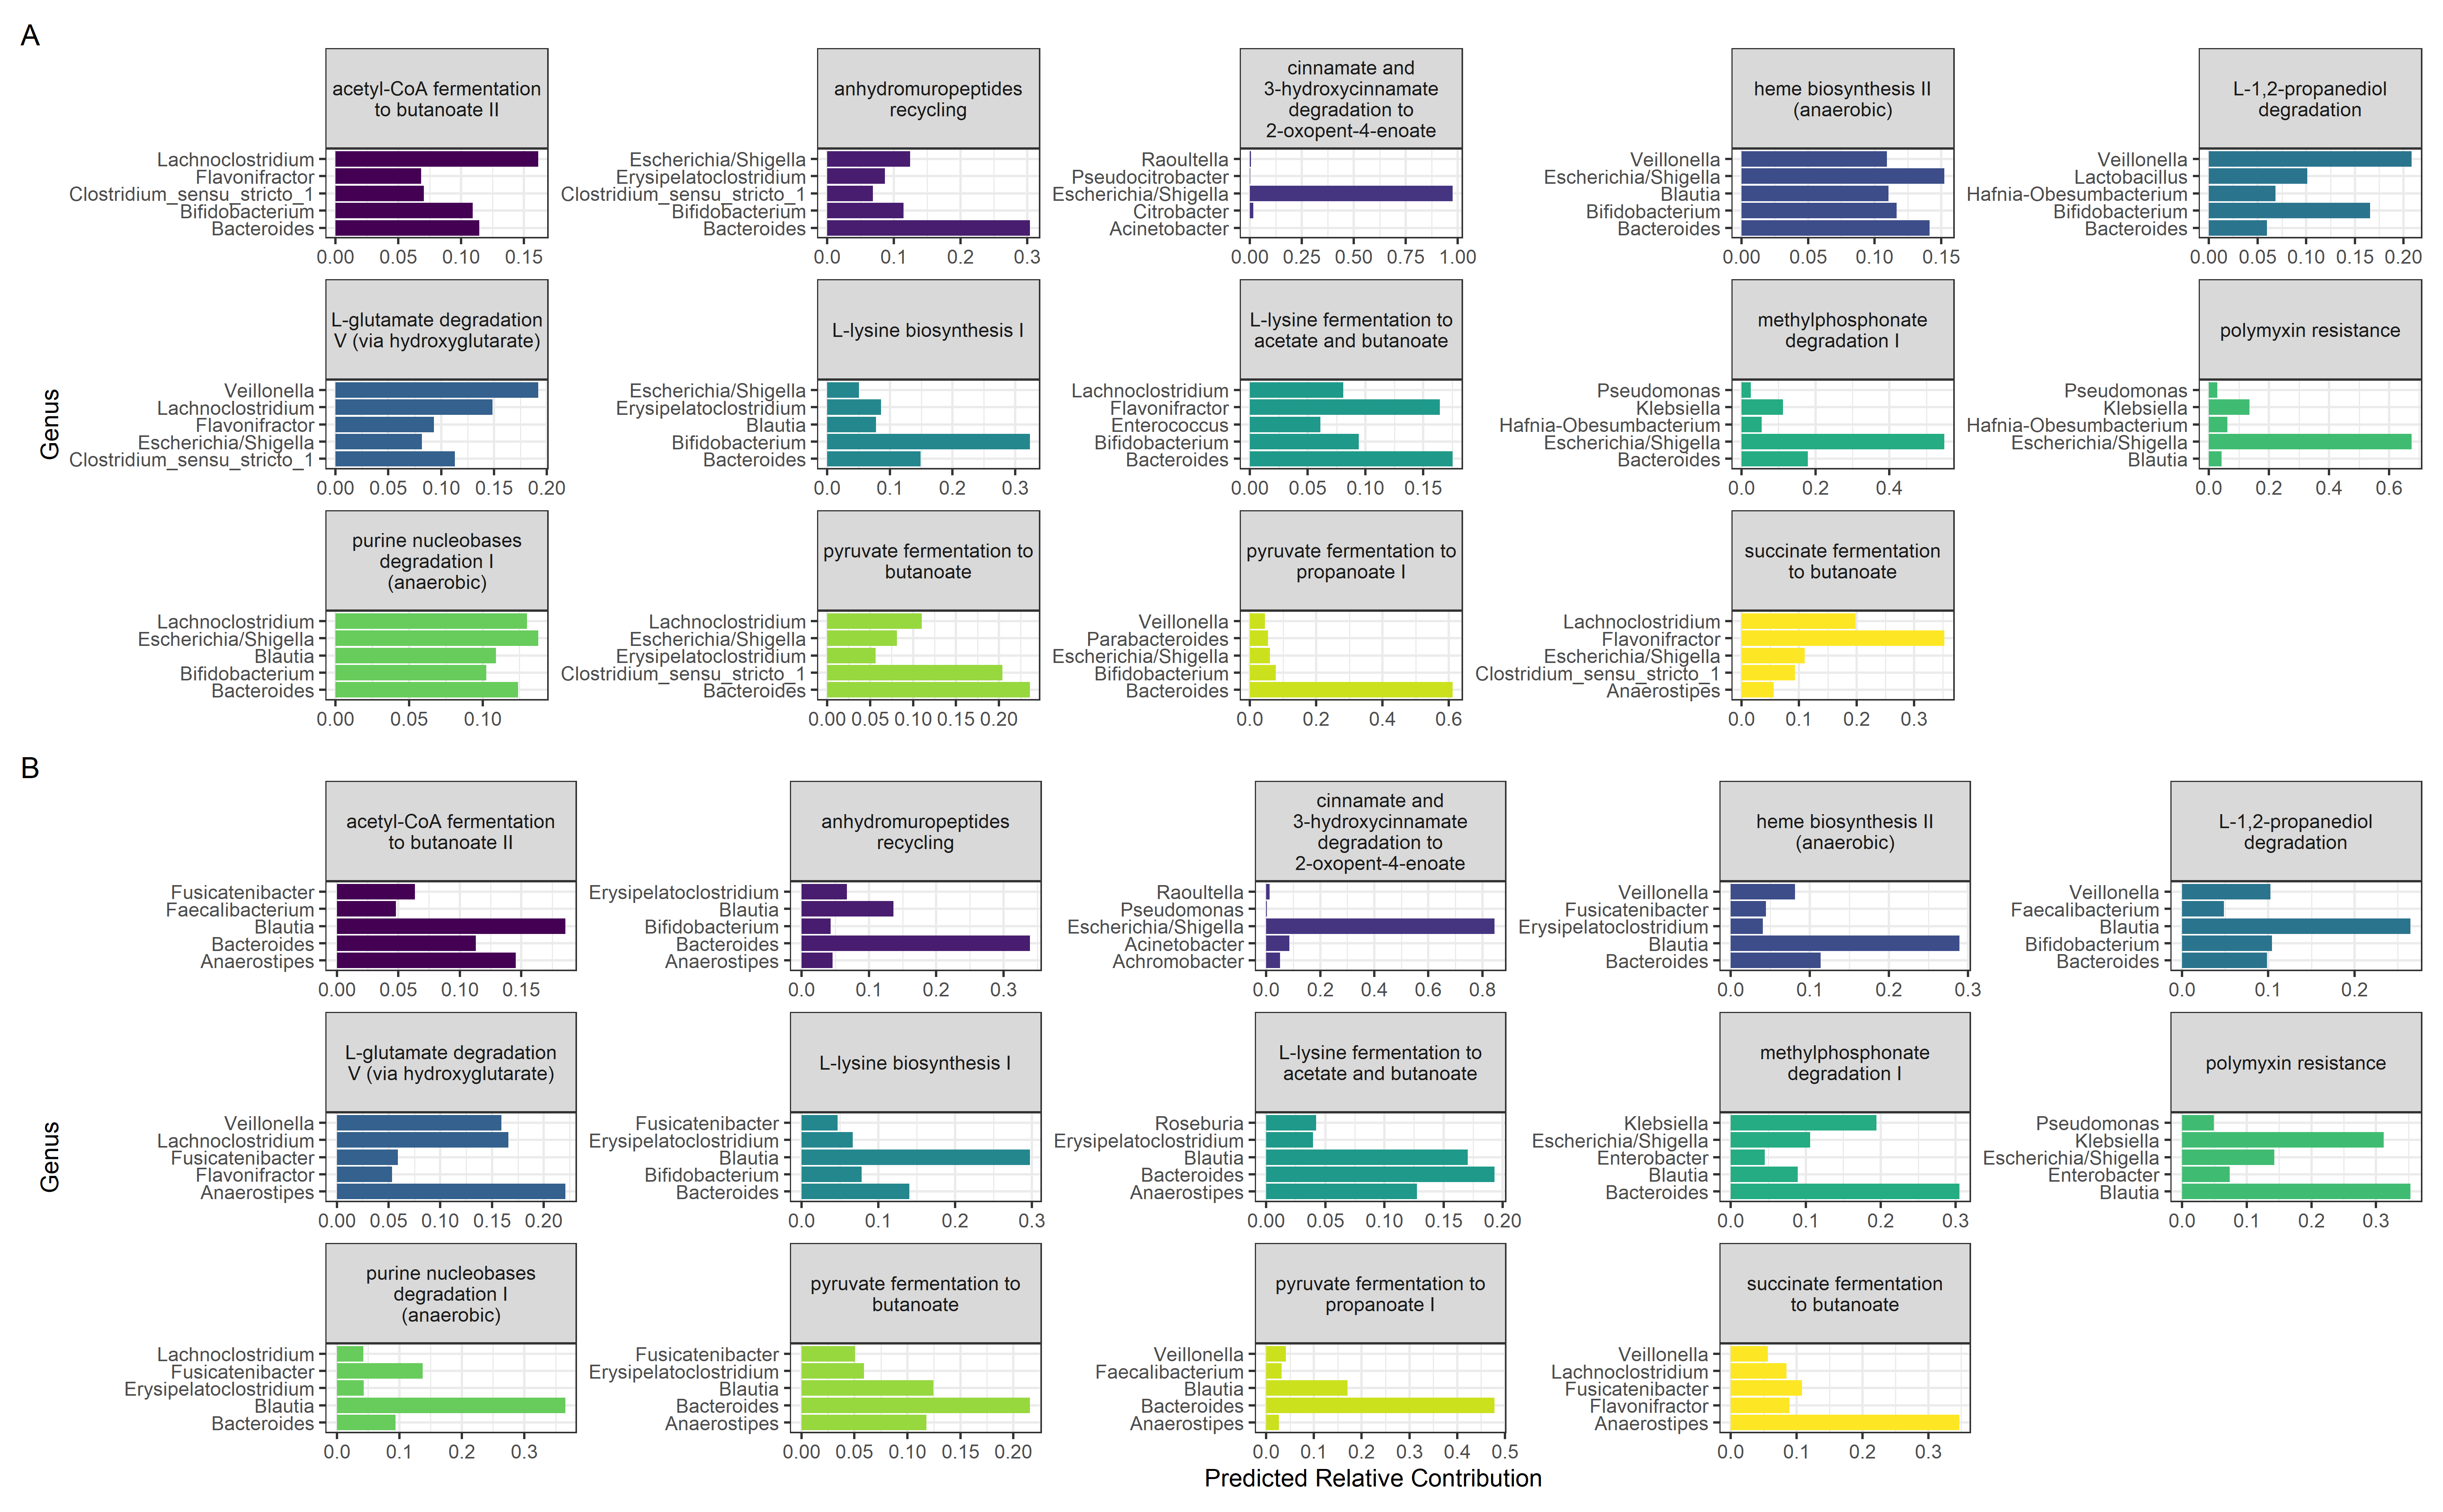 A
acetyl-CoA fermentation
to butanoate II
Lachnoclostridium
Flavonifractor
Clostridium_sensu_stricto_1
Bifidobacterium
Bacteroides
0.00 0.05 0.10 0.15
anhydromuropeptides
recycling
Escherichia/Shigella
Erysipelatoclostridium
Clostridium_sensu_stricto_1
Bifidobacterium
Bacteroides
0.0 0.1 0.2 0.3
cinnamate and
3-hydroxycinnamate
degradation to
2-oxopent-4-enoate
Raoultella
Pseudocitrobacter
Escherichia/Shigella
Citrobacter
Acinetobacter
0.00 0.25 0.50 0.75 1.00
heme biosynthesis II
(anaerobic)
Veillonella
Escherichia/Shigella
Blautia
Bifidobacterium
Bacteroides
0.00 0.05 0.10 0.15
L-1,2-propanediol
degradation
Veillonella
Lactobacillus
Hafnia-Obesumbacterium
Bifidobacterium
Bacteroides
0.00 0.05 0.10 0.15 0.20
Genus
L-glutamate degradation
V (via hydroxyglutarate)
Veillonella
Lachnoclostridium
Flavonifractor
Escherichia/Shigella
Clostridium_sensu_stricto_1
0.00 0.05 0.10 0.15 0.20
L-lysine biosynthesis I
Escherichia/Shigella
Erysipelatoclostridium
Blautia
Bifidobacterium
Bacteroides
0.0 0.1 0.2 0.3
L-lysine fermentation to
acetate and butanoate
Lachnoclostridium
Flavonifractor
Enterococcus
Bifidobacterium
Bacteroides
0.00 0.05 0.10 0.15
methylphosphonate
degradation I
Pseudomonas
Klebsiella
Hafnia-Obesumbacterium
Escherichia/Shigella
Bacteroides
0.0 0.2 0.4
polymyxin resistance
Pseudomonas
Klebsiella
Hafnia-Obesumbacterium
Escherichia/Shigella
Blautia
0.0 0.2 0.4 0.6
purine nucleobases
degradation I
(anaerobic)
Lachnoclostridium
Escherichia/Shigella
Blautia
Bifidobacterium
Bacteroides
0.00 0.05 0.10
pyruvate fermentation to
butanoate
Lachnoclostridium
Escherichia/Shigella
Erysipelatoclostridium
Clostridium_sensu_stricto_1
Bacteroides
0.00 0.05 0.10 0.15 0.20
pyruvate fermentation to
propanoate I
Veillonella
Parabacteroides
Escherichia/Shigella
Bifidobacterium
Bacteroides
0.0 0.2 0.4 0.6
succinate fermentation
to butanoate
Lachnoclostridium
Flavonifractor
Escherichia/Shigella
Clostridium_sensu_stricto_1
Anaerostipes
0.0 0.1 0.2 0.3
B
acetyl-CoA fermentation
to butanoate II
Fusicatenibacter
Faecalibacterium
Blautia
Bacteroides
Anaerostipes
0.00 0.05 0.10 0.15
anhydromuropeptides
recycling
Erysipelatoclostridium
Blautia
Bifidobacterium
Bacteroides
Anaerostipes
0.0 0.1 0.2 0.3
cinnamate and
3-hydroxycinnamate
degradation to
2-oxopent-4-enoate
Raoultella
Pseudomonas
Escherichia/Shigella
Acinetobacter
Achromobacter
0.0 0.2 0.4 0.6 0.8
heme biosynthesis II
(anaerobic)
Veillonella
Fusicatenibacter
Erysipelatoclostridium
Blautia
Bacteroides
0.0 0.1 0.2 0.3
L-1,2-propanediol
degradation
Veillonella
Faecalibacterium
Blautia
Bifidobacterium
Bacteroides
0.0 0.1 0.2
Genus
L-glutamate degradation
V (via hydroxyglutarate)
Veillonella
Lachnoclostridium
Fusicatenibacter
Flavonifractor
Anaerostipes
0.00 0.05 0.10 0.15 0.20
L-lysine biosynthesis I
Fusicatenibacter
Erysipelatoclostridium
Blautia
Bifidobacterium
Bacteroides
0.0 0.1 0.2 0.3
L-lysine fermentation to
acetate and butanoate
Roseburia
Erysipelatoclostridium
Blautia
Bacteroides
Anaerostipes
0.00 0.05 0.10 0.15 0.20
methylphosphonate
degradation I
Klebsiella
Escherichia/Shigella
Enterobacter
Blautia
Bacteroides
0.0 0.1 0.2 0.3
polymyxin resistance
Pseudomonas
Klebsiella
Escherichia/Shigella
Enterobacter
Blautia
0.0 0.1 0.2 0.3
purine nucleobases
degradation I
(anaerobic)
Lachnoclostridium
Fusicatenibacter
Erysipelatoclostridium
Blautia
Bacteroides
0.0 0.1 0.2 0.3
pyruvate fermentation to
butanoate
Fusicatenibacter
Erysipelatoclostridium
Blautia
Bacteroides
Anaerostipes
0.00 0.05 0.10 0.15 0.20
pyruvate fermentation to
propanoate I
Veillonella
Faecalibacterium
Blautia
Bacteroides
Anaerostipes
0.0 0.1 0.2 0.3 0.4 0.5
succinate fermentation
to butanoate
Veillonella
Lachnoclostridium
Fusicatenibacter
Flavonifractor
Anaerostipes
0.0 0.1 0.2 0.3
Predicted Relative Contribution